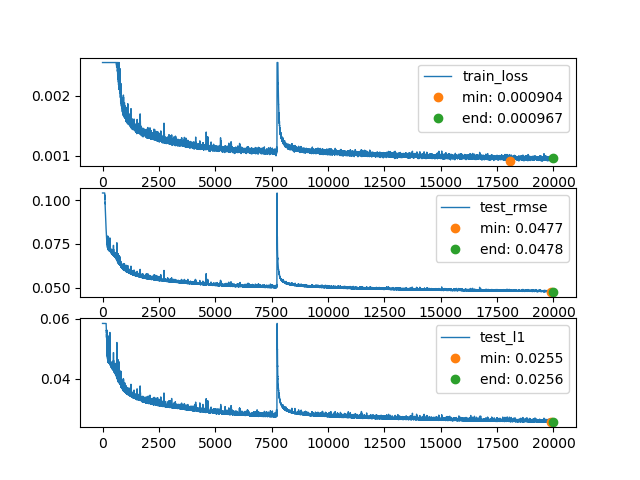 train_loss
min: 0.000904
end: 0.000967
0.002
0.001
0 2500 5000 7500 10000 12500 15000 17500 20000
test_rmse
min: 0.0477
end: 0.0478
0.100
0.075
0.050
0 2500 5000 7500 10000 12500 15000 17500 20000
test_l1
min: 0.0255
end: 0.0256
0.06
0.04
0 2500 5000 7500 10000 12500 15000 17500 20000